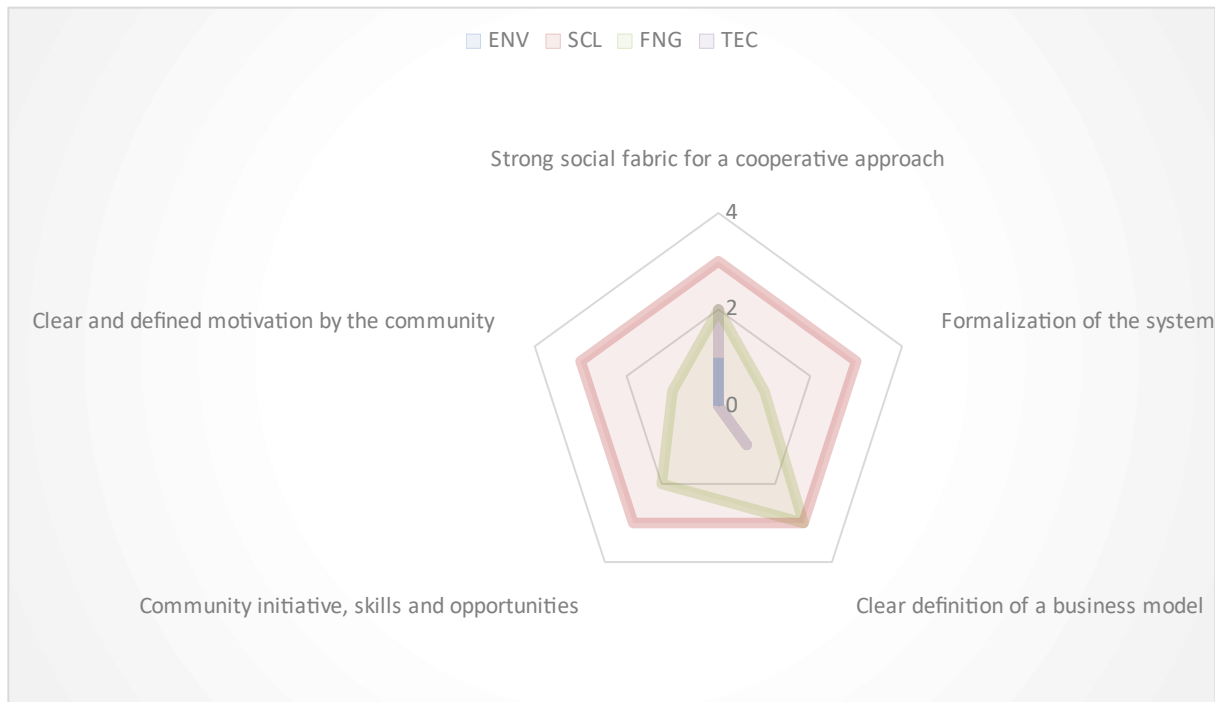 ENV SCL FNG TEC
Strong social fabric for a cooperative approach
4
Clear and defined motivation by the community
2
Formalization of the system
0
Community initiative, skills and opportunities
Clear definition of a business model